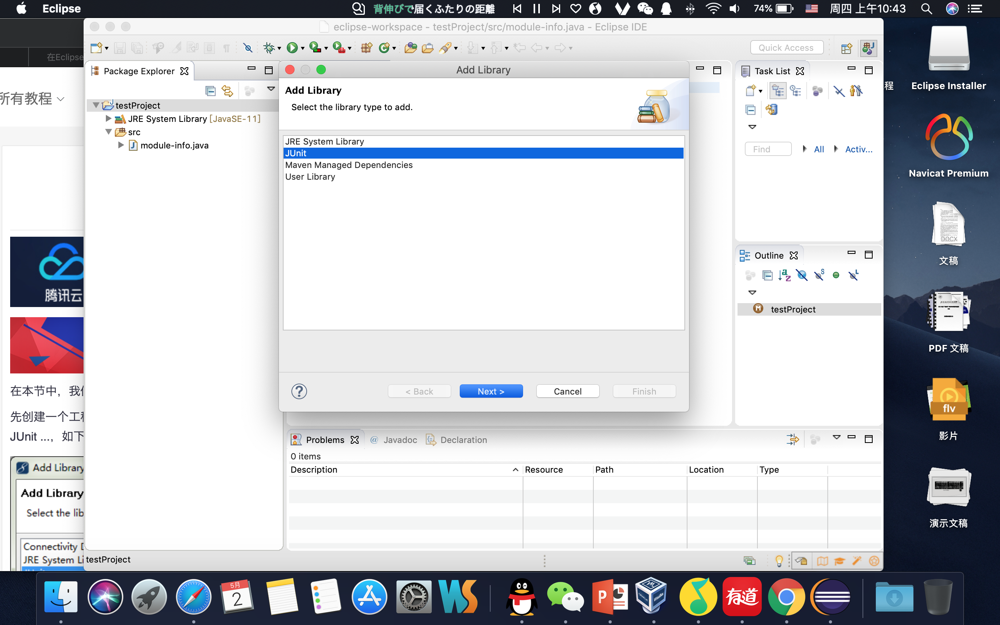 Eclipse
背伸びで届くふたりの距離
74%
周四 上午10:43
eclipse-workspace - testProject/src/module-info.java - Eclipse IDE
Quick Access
在Eclipse
所有教程
程
Package Explorer
testProject
JRE System Library [JavaSE-11]
src
module-info.java
Add Library
Add Library
Select the library type to add.
JRE System Library
JUnit
Maven Managed Dependencies
User Library
< Back
Next >
Cancel
Finish
Task List
Find
All
Activ...
Outline
testProject
Problems
Javadoc
Declaration
0 items
Description
Resource
Path
Location
Type
testProject
腾讯云
在本节中，我们
先创建一个工
JUnit ...，如下
Add Library
Add Library
Select the lib
Connectivity
JRE System Li
Eclipse Installer
Navicat Premium
DOCX
文稿
PDF 文稿
flv
影片
演示文稿
5月
2
WS
P
VirtualBox
有道